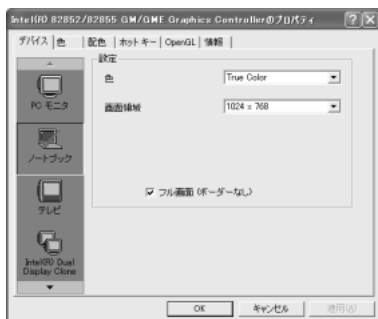 Intel(R) 82852/82855 GM/GME Graphics Controllerのプロパティ
デバイス 色 配色 ホット キー OpenGL 情報
設定
色 True Color
画面領域 1024 x 768
PC モニタ
ノートブック
テレビ
Intel(R) Dual
Display Clone
フル画面 (ボーダーなし)
OK キャンセル 適用(A)